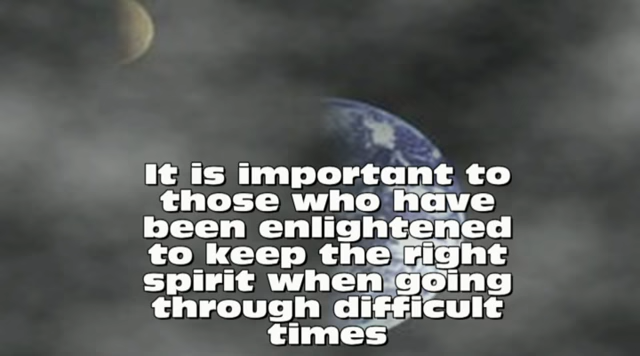 It is important to
those who have
been enlightened
to keep the right
spirit when going
through difficult
times